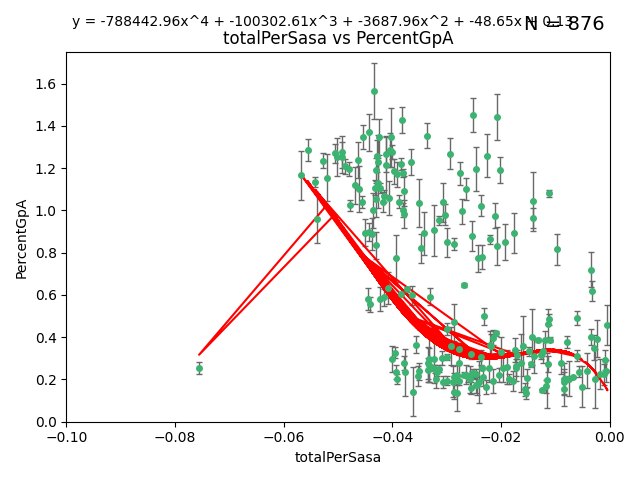 y = -788442.96x^4 + -100302.61x^3 + -3687.96x^2 + -48.65x + 0.13
N = 876
totalPerSasa vs PercentGpA
PercentGpA
1.6
1.4
1.2
1.0
0.8
0.6
0.4
0.2
0.0
-0.10 -0.08 -0.06 -0.04 -0.02 0.00
totalPerSasa